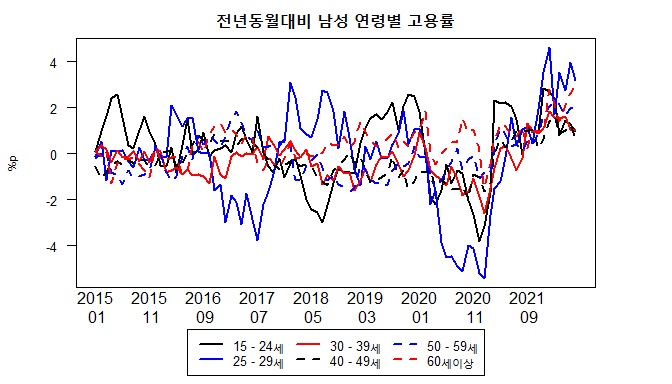 전년동월대비 남성 연령별 고용률
4
2
0
-2
-4
%p
2015 2015 2016 2017 2018 2019 2020 2020 2021
01 11 09 07 05 03 01 11 09
15 - 24세 30 - 39세 50 - 59세
25 - 29세 40 - 49세 60세이상